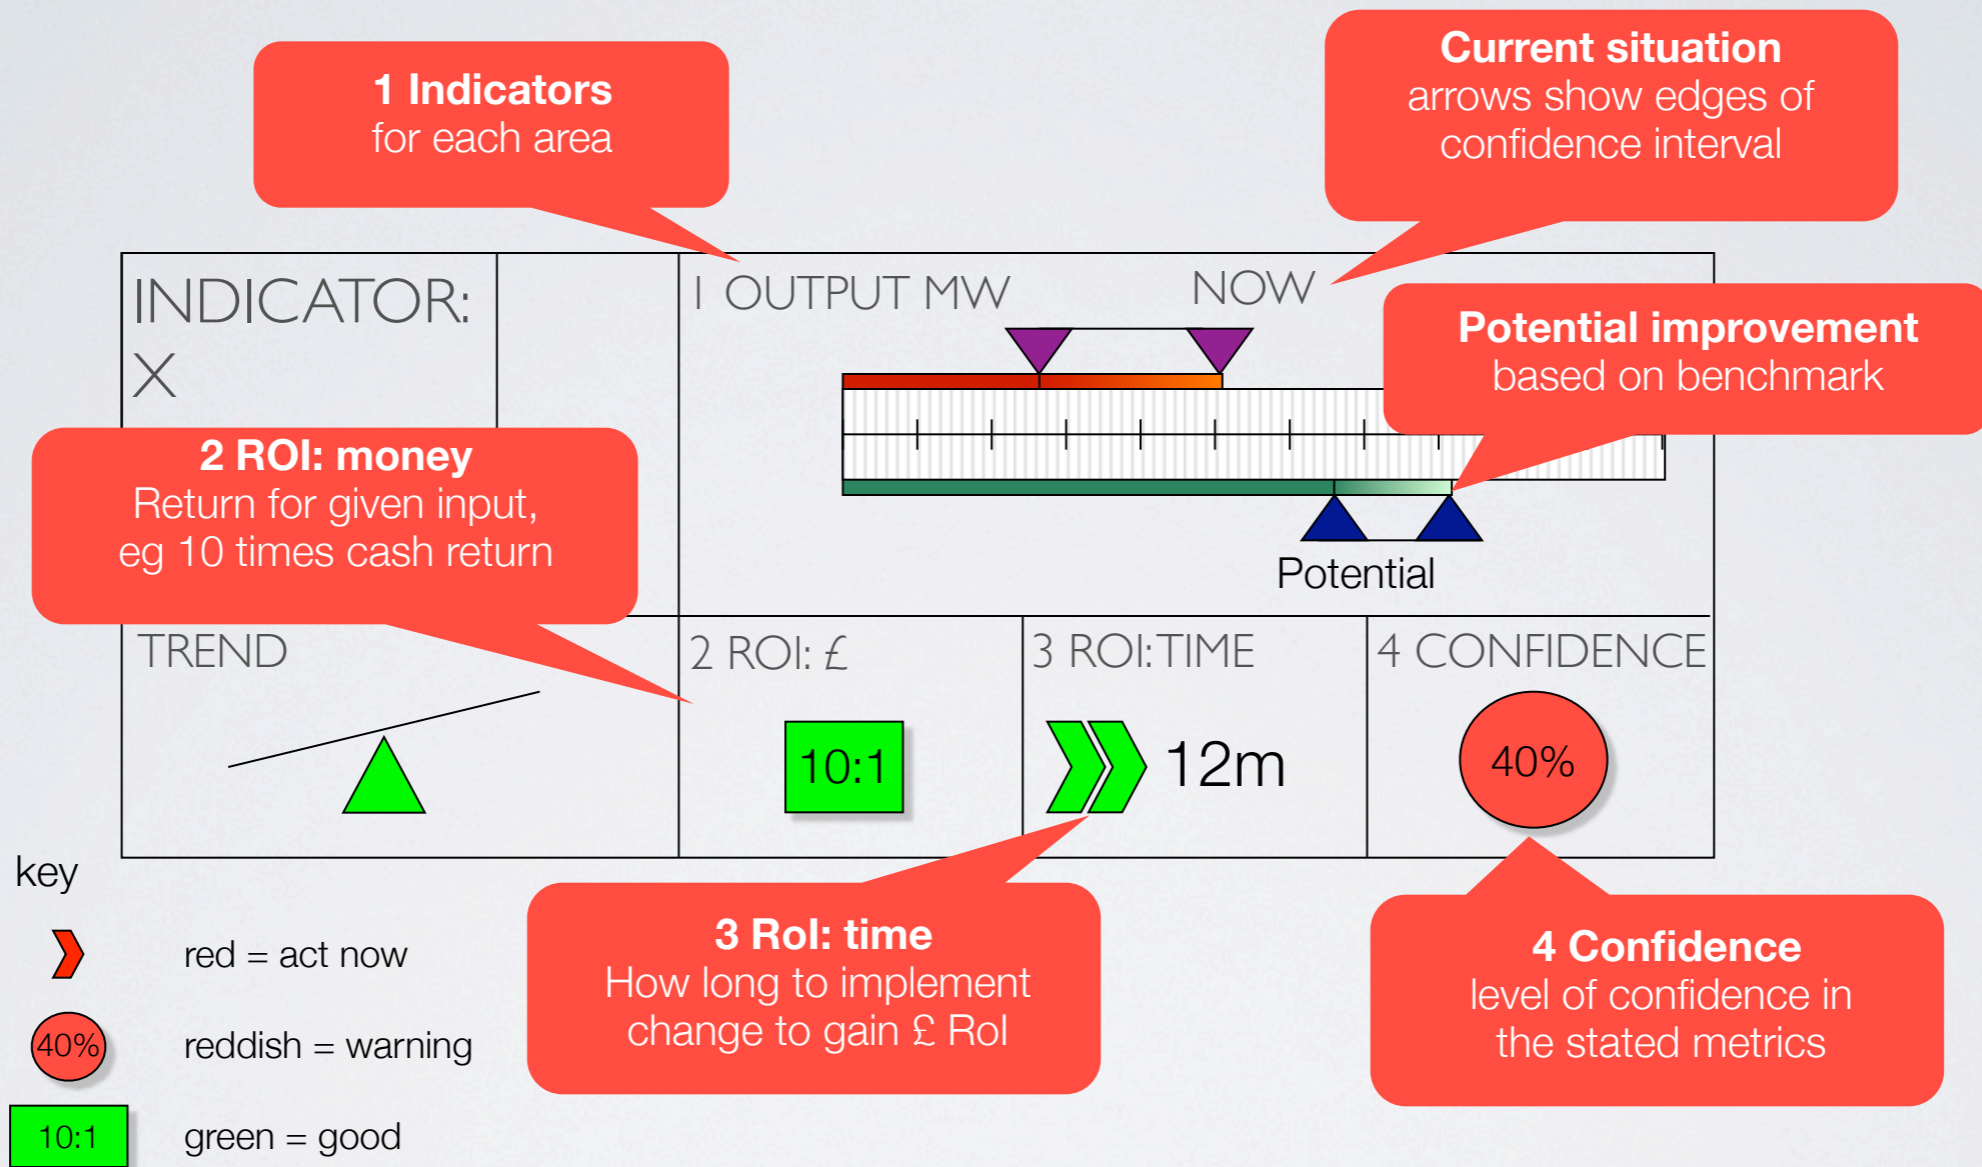 1 Indicators
for each area
Current situation
arrows show edges of
confidence interval
INDICATOR:
X
1 OUTPUT MW
NOW
Potential improvement
based on benchmark
2 ROI: money
Return for given input,
eg 10 times cash return
Potential
TREND
2 ROI: £
3 ROI: TIME
4 CONFIDENCE
10:1
12m
40%
key
red = act now
40%
reddish = warning
10:1
green = good
3 RoI: time
How long to implement
change to gain £ RoI
4 Confidence
level of confidence in
the stated metrics